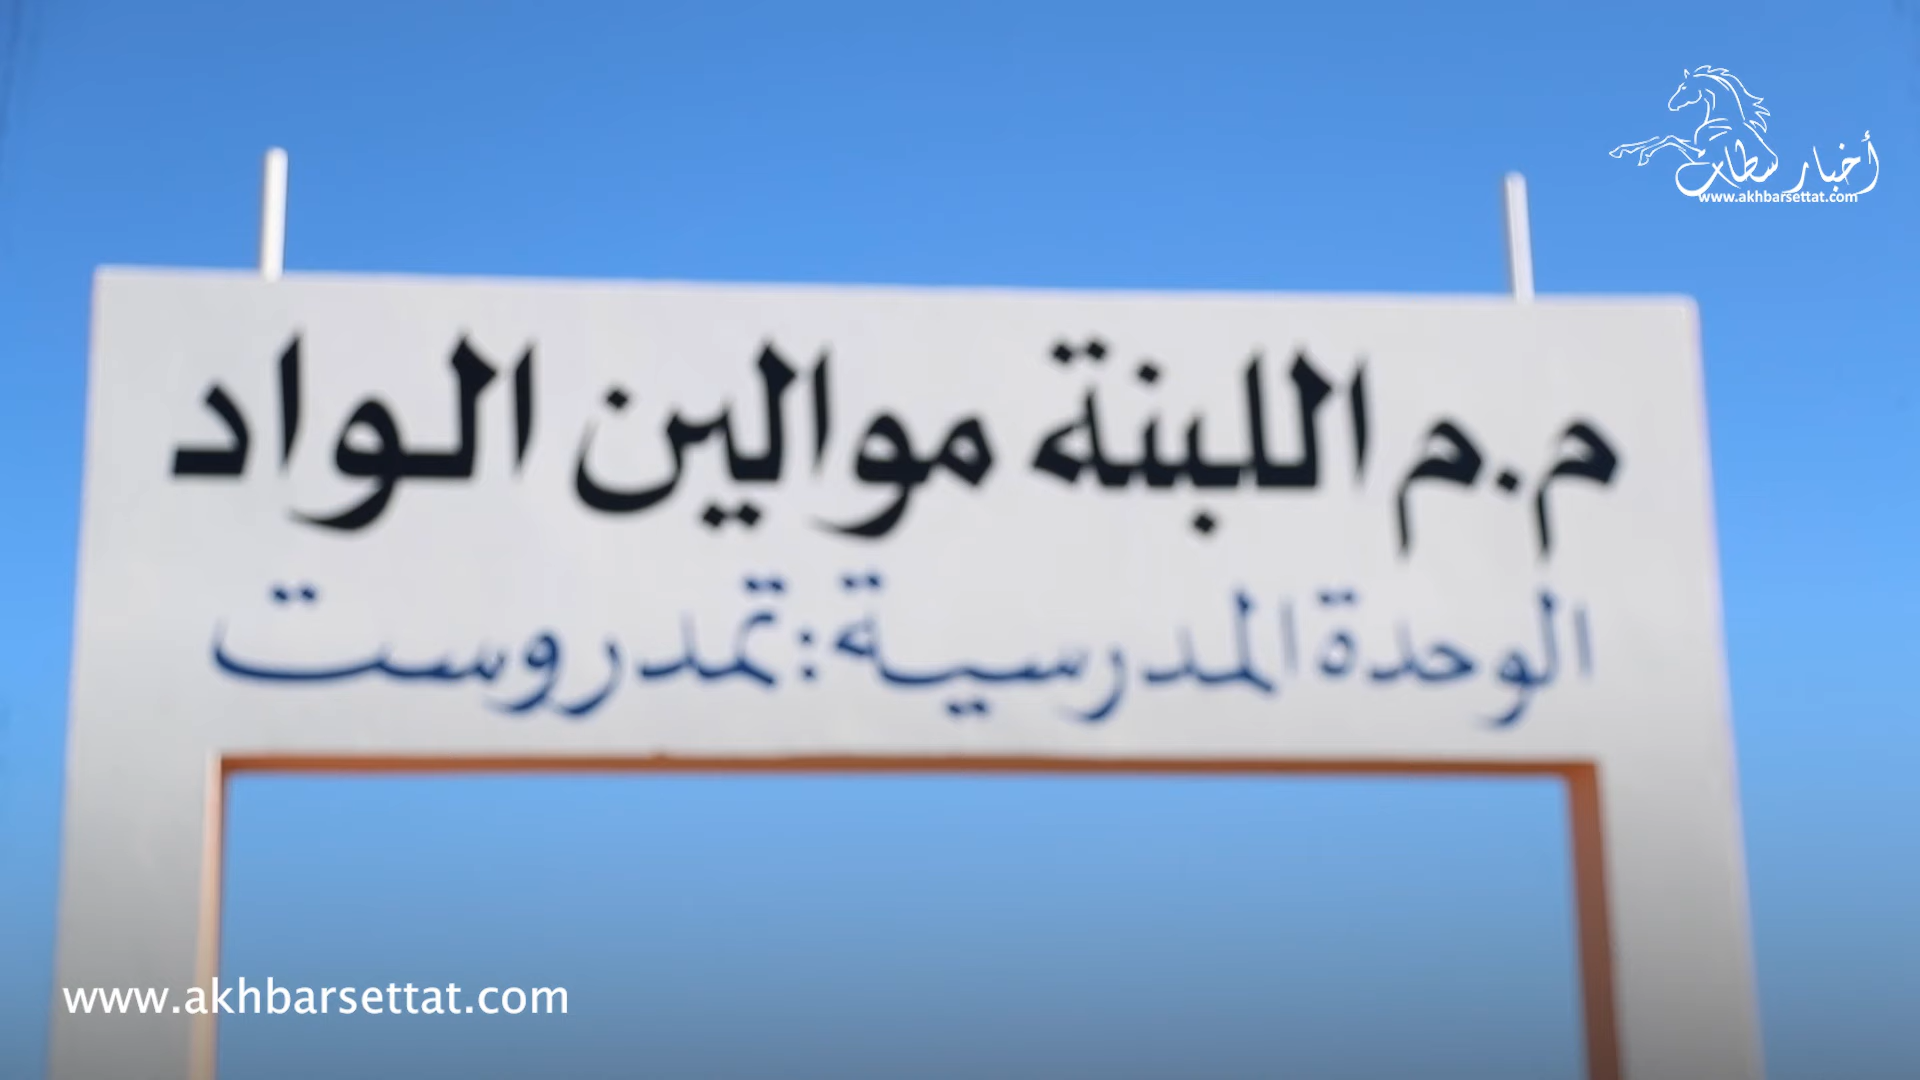 أخبار سطات
www.akhbarsettat.com
م.م اللبنة موالين الواد
الوحدة المدرسية: تمدروست
www.akhbarsettat.com